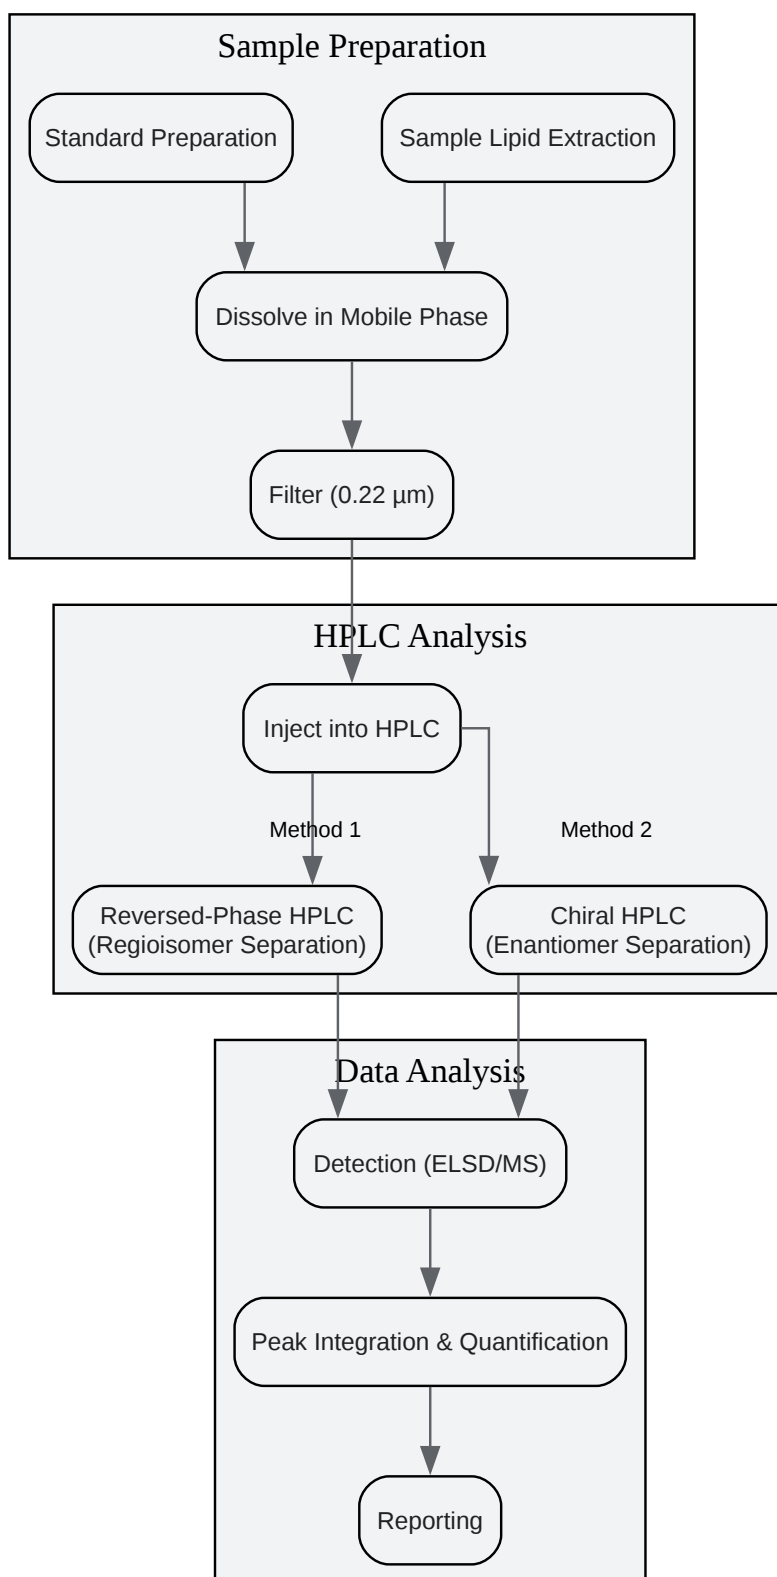 Sample Preparation
Standard Preparation
Sample Lipid Extraction
Dissolve in Mobile Phase
Filter (0.22 µm)
HPLC Analysis
Inject into HPLC
Method 1
Method 2
Reversed-Phase HPLC
(Regioisomer Separation)
Chiral HPLC
(Enantiomer Separation)
Data Analysis
Detection (ELSD/MS)
Peak Integration & Quantification
Reporting